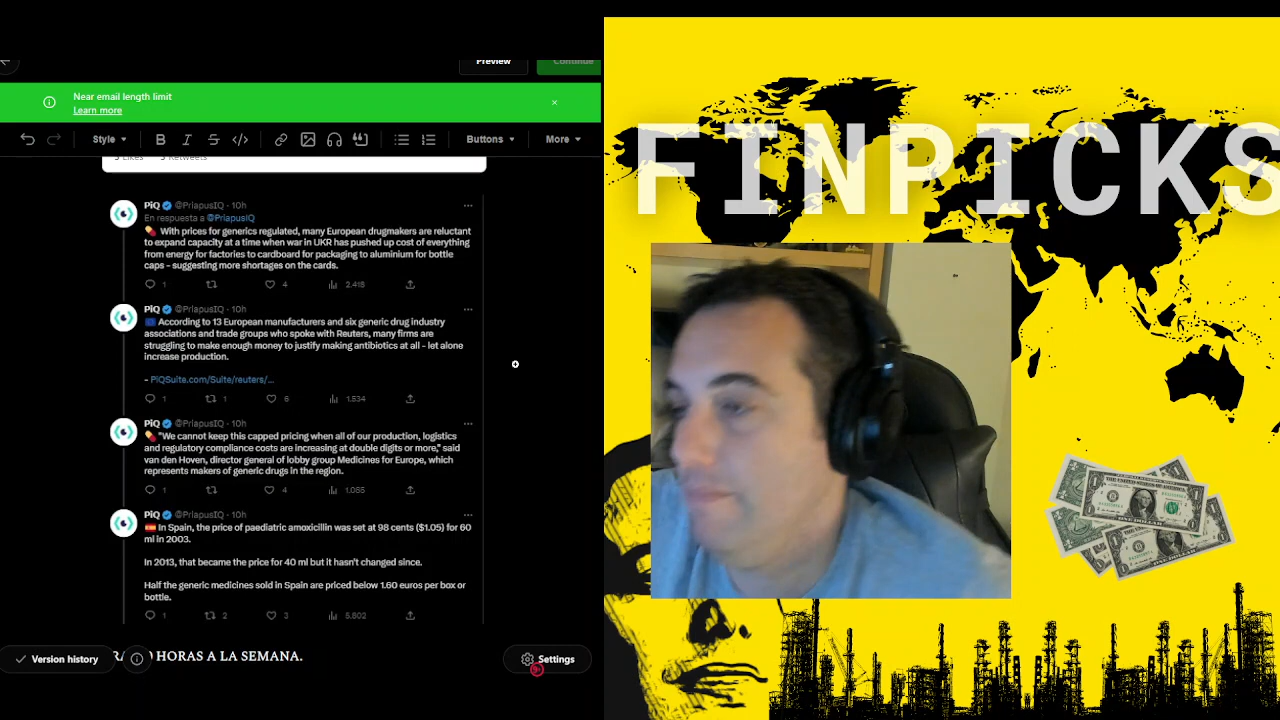 Preview
Continue
Near email length limit
Learn more
Style
B
I
S
Buttons
More
5 Likes 5 Retweets
PiQ @PriapusIQ · 10h
En respuesta a @PriapusIQ
With prices for generics regulated, many European drugmakers are reluctant
to expand capacity at a time when war in UKR has pushed up cost of everything
from energy for factories to cardboard for packaging to aluminium for bottle
caps - suggesting more shortages on the cards.
1 4 2.415
PiQ @PriapusIQ · 10h
According to 13 European manufacturers and six generic drug industry
associations and trade groups who spoke with Reuters, many firms are
struggling to make enough money to justify making antibiotics at all - let alone
increase production.
- PiQSuite.com/Suite/reuters/...
1 1 6 1.534
PiQ @PriapusIQ · 10h
"We cannot keep this capped pricing when all of our production, logistics
and regulatory compliance costs are increasing at double digits or more," said
van den Hoven, director general of lobby group Medicines for Europe, which
represents makers of generic drugs in the region.
1 4 1.065
PiQ @PriapusIQ · 10h
In Spain, the price of paediatric amoxicillin was set at 98 cents ($1.05) for 60
ml in 2003.
In 2013, that became the price for 40 ml but it hasn't changed since.
Half the generic medicines sold in Spain are priced below 1.60 euros per box or
bottle.
1 2 3 5.602
HORAS A LA SEMANA.
Version history
Settings
FINPICKS